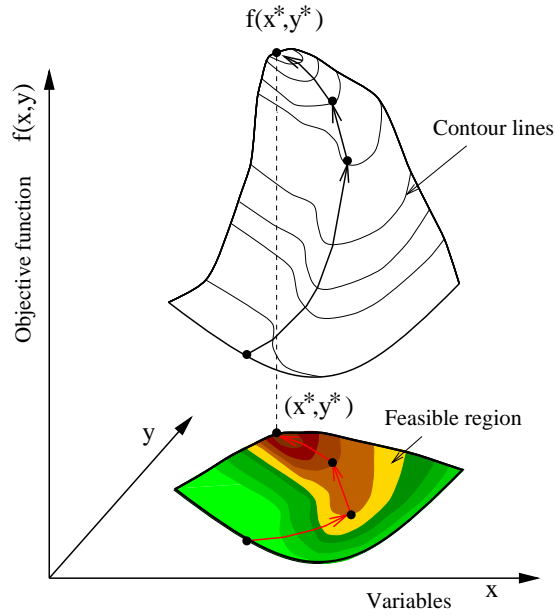 f(x*,y*)
f(x,y)
Contour lines
Objective function
(x*,y*)
Feasible region
y
x
Variables